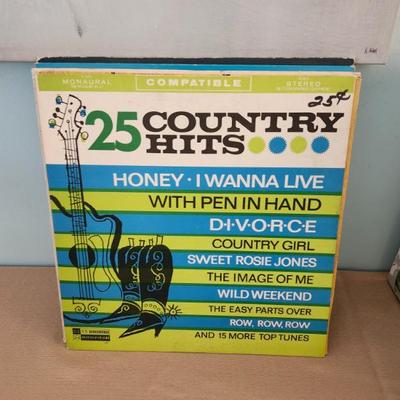 MONAURAL
COMPATIBLE
STEREO
25¢
25 COUNTRY
HITS
HONEY · I WANNA LIVE
WITH PEN IN HAND
D·I·V·O·R·C·E
COUNTRY GIRL
SWEET ROSIE JONES
THE IMAGE OF ME
WILD WEEKEND
THE EASY PARTS OVER
ROW, ROW, ROW
AND 15 MORE TOP TUNES